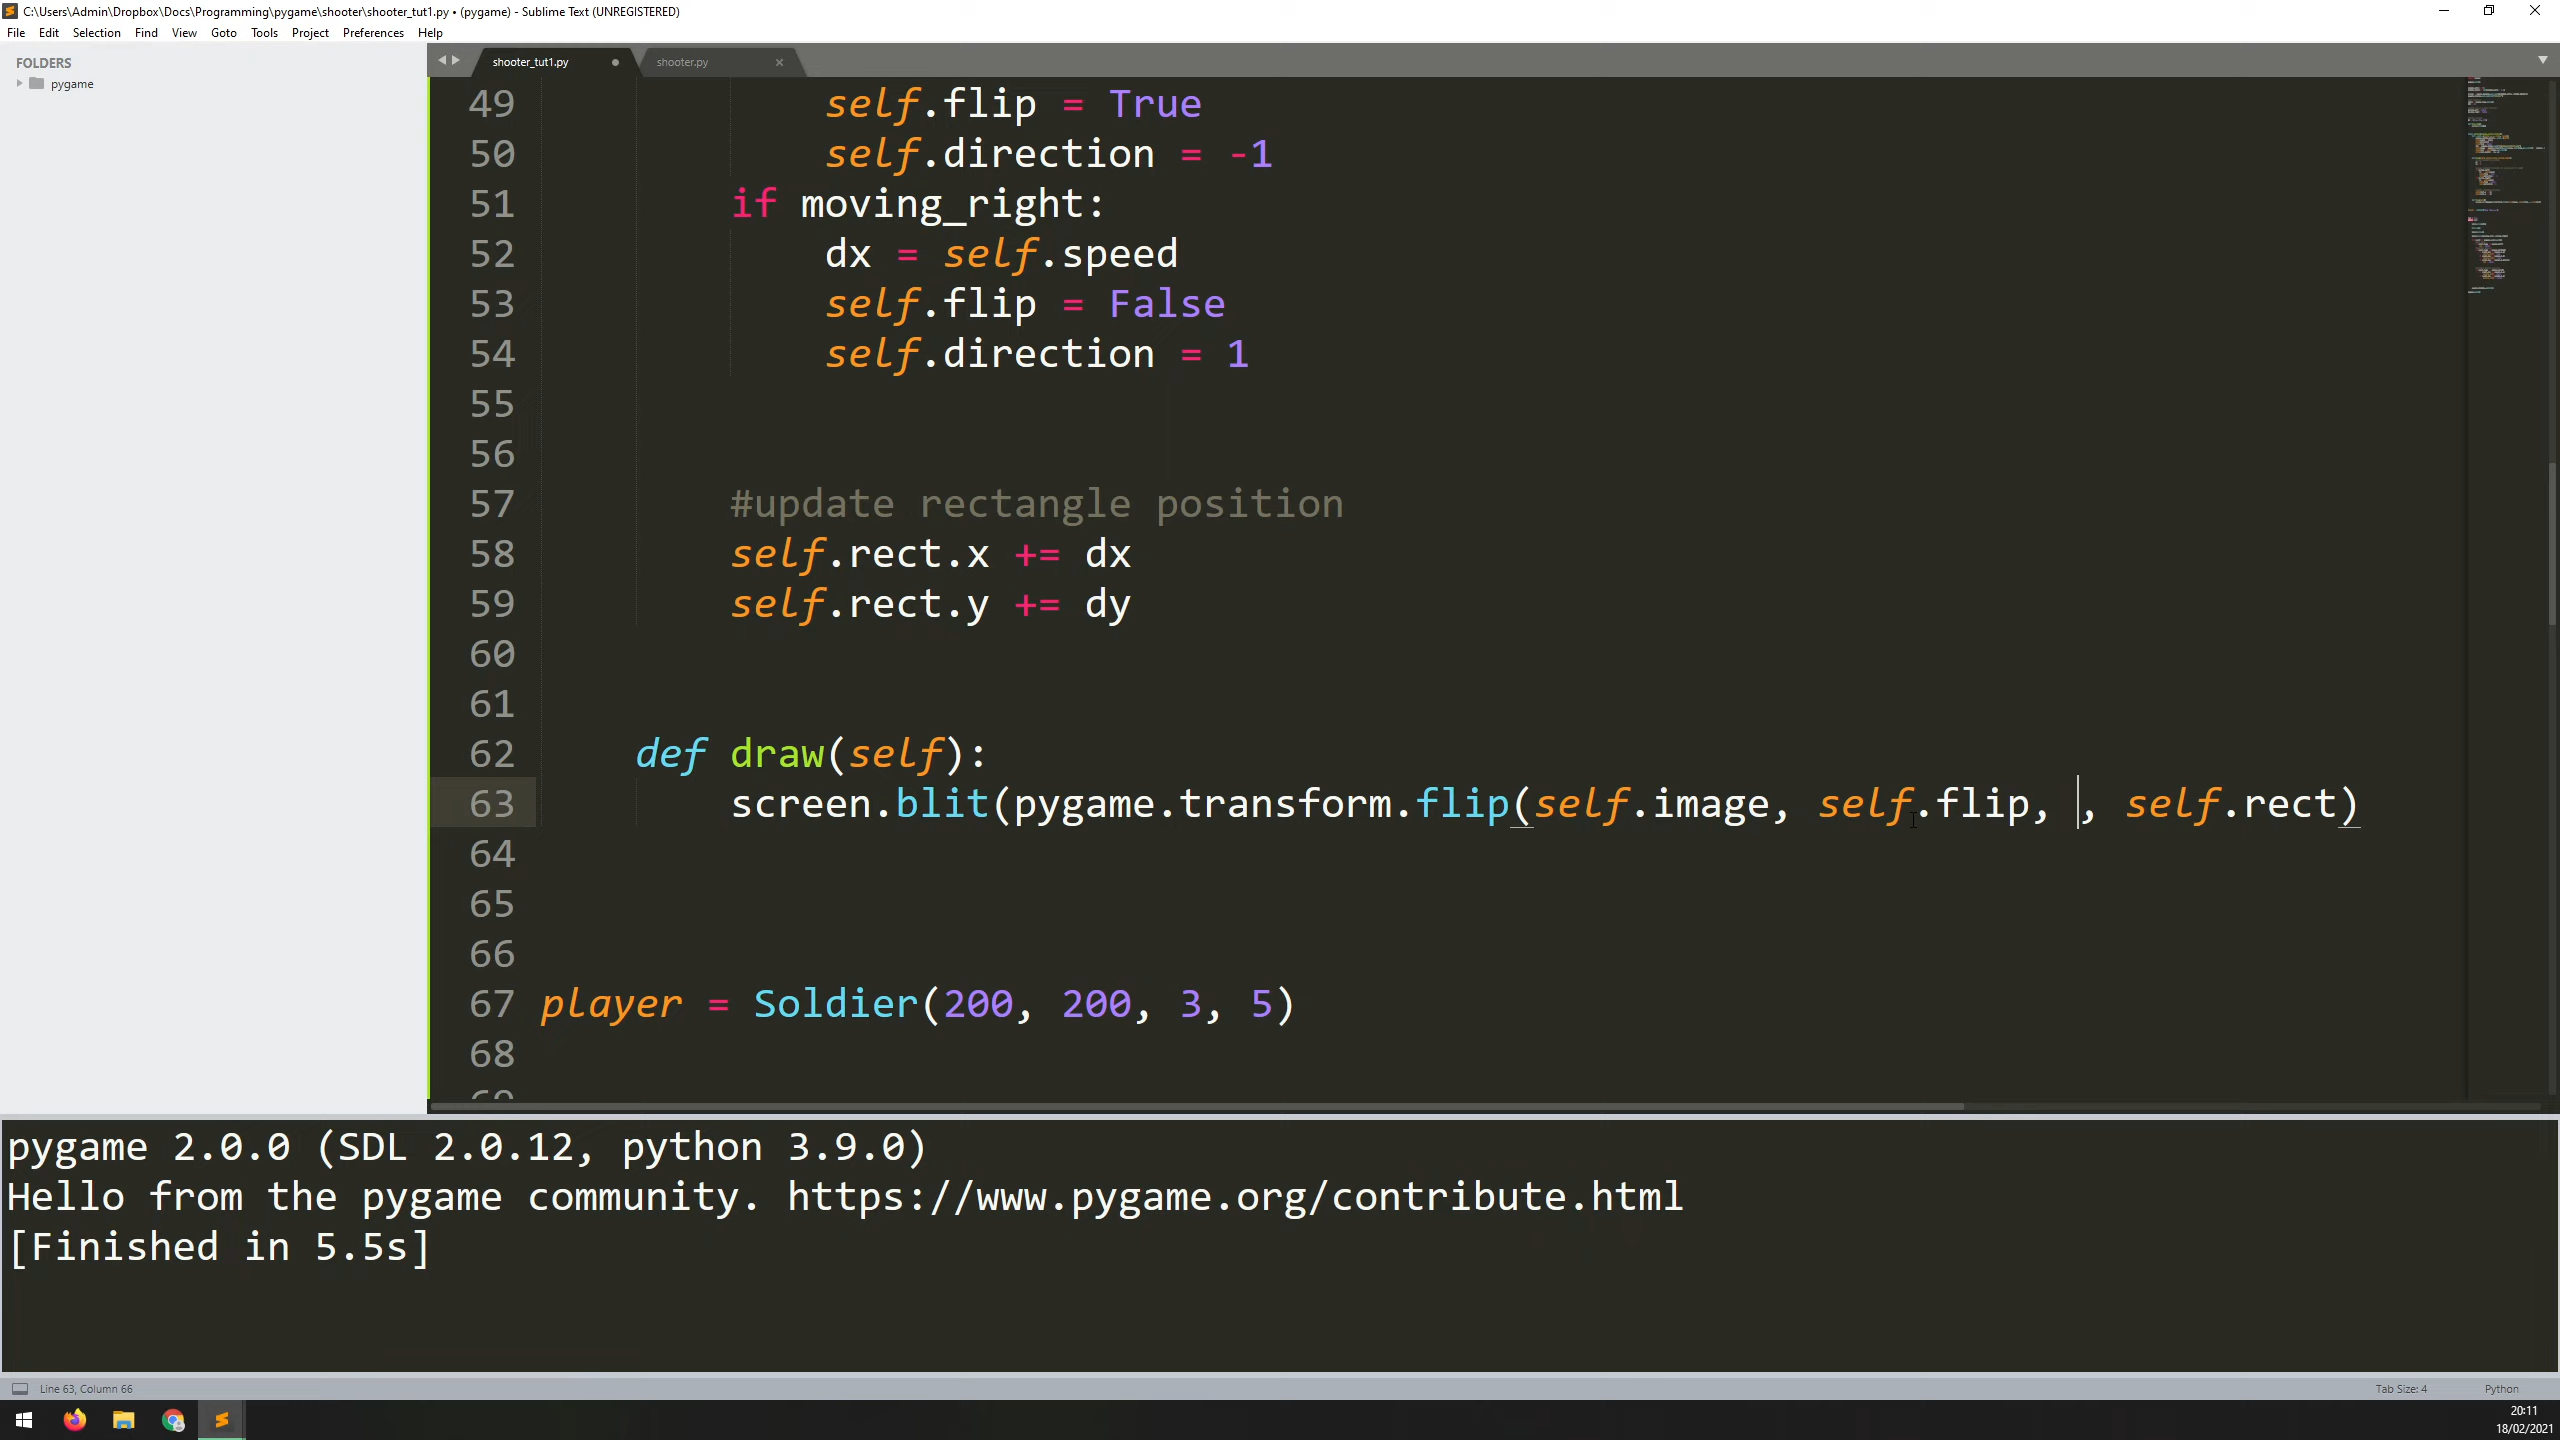 C:\Users\Admin\Dropbox\Docs\Programming\pygame\shooter\shooter_tut1.py • (pygame) - Sublime Text (UNREGISTERED)
File Edit Selection Find View Goto Tools Project Preferences Help
FOLDERS
pygame
shooter_tut1.py
shooter.py
49 self.flip = True
50 self.direction = -1
51 if moving_right:
52 dx = self.speed
53 self.flip = False
54 self.direction = 1
55
56
57 #update rectangle position
58 self.rect.x += dx
59 self.rect.y += dy
60
61
62 def draw(self):
63 screen.blit(pygame.transform.flip(self.image, self.flip, , self.rect)
64
65
66
67 player = Soldier(200, 200, 3, 5)
68
pygame 2.0.0 (SDL 2.0.12, python 3.9.0)
Hello from the pygame community. https://www.pygame.org/contribute.html
[Finished in 5.5s]
Line 63, Column 66
Tab Size: 4
Python
20:11
18/02/2021